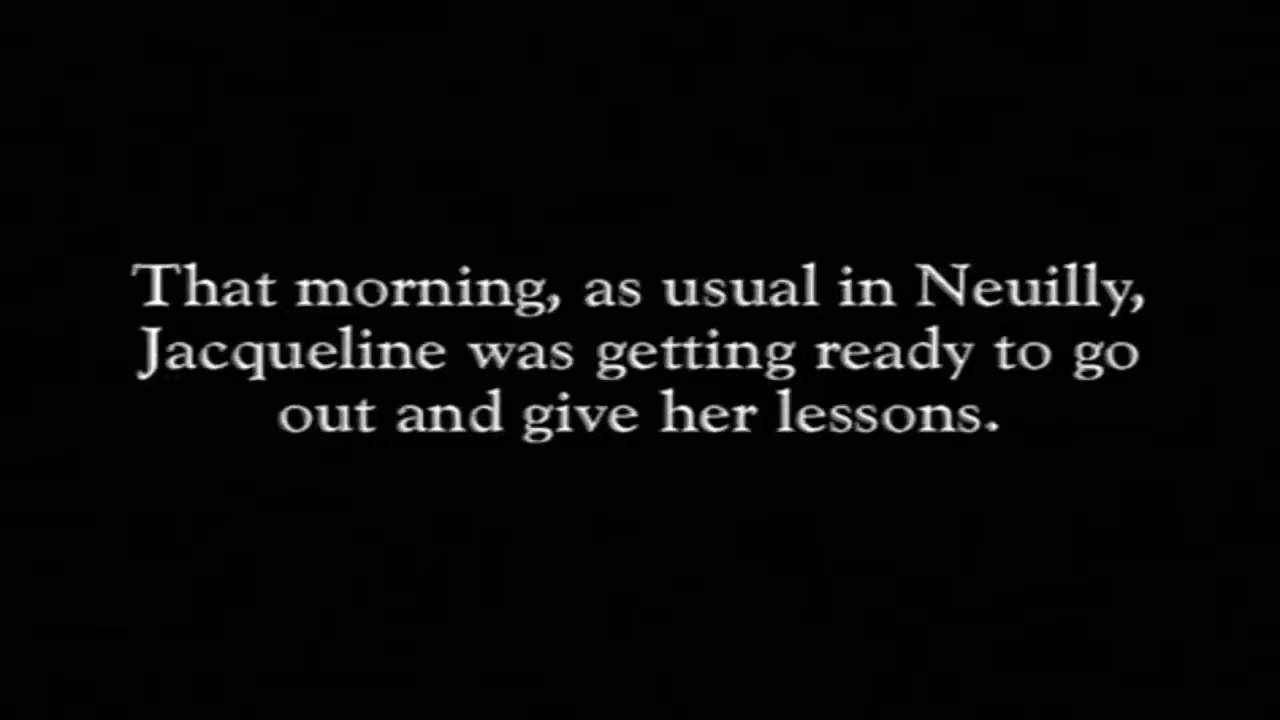 That morning, as usual in Neuilly,
Jacqueline was getting ready to go
out and give her lessons.